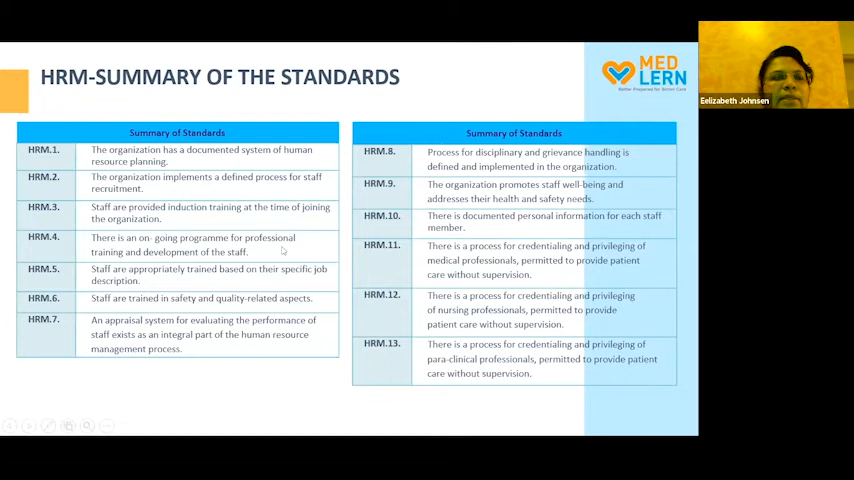 HRM-SUMMARY OF THE STANDARDS
MED
LERN
Better Prepared for Better Care
Eelizabeth Johnsen
Summary of Standards
HRM.1.
The organization has a documented system of human
resource planning.
HRM.2.
The organization implements a defined process for staff
recruitment.
HRM.3.
Staff are provided induction training at the time of joining
the organization.
HRM.4.
There is an on- going programme for professional
training and development of the staff.
HRM.5.
Staff are appropriately trained based on their specific job
description.
HRM.6.
Staff are trained in safety and quality-related aspects.
HRM.7.
An appraisal system for evaluating the performance of
staff exists as an integral part of the human resource
management process.
Summary of Standards
HRM.8.
Process for disciplinary and grievance handling is
defined and implemented in the organization.
HRM.9.
The organization promotes staff well-being and
addresses their health and safety needs.
HRM.10.
There is documented personal information for each staff
member.
HRM.11.
There is a process for credentialing and privileging of
medical professionals, permitted to provide patient
care without supervision.
HRM.12.
There is a process for credentialing and privileging
of nursing professionals, permitted to provide
patient care without supervision.
HRM.13.
There is a process for credentialing and privileging of
para-clinical professionals, permitted to provide patient
care without supervision.